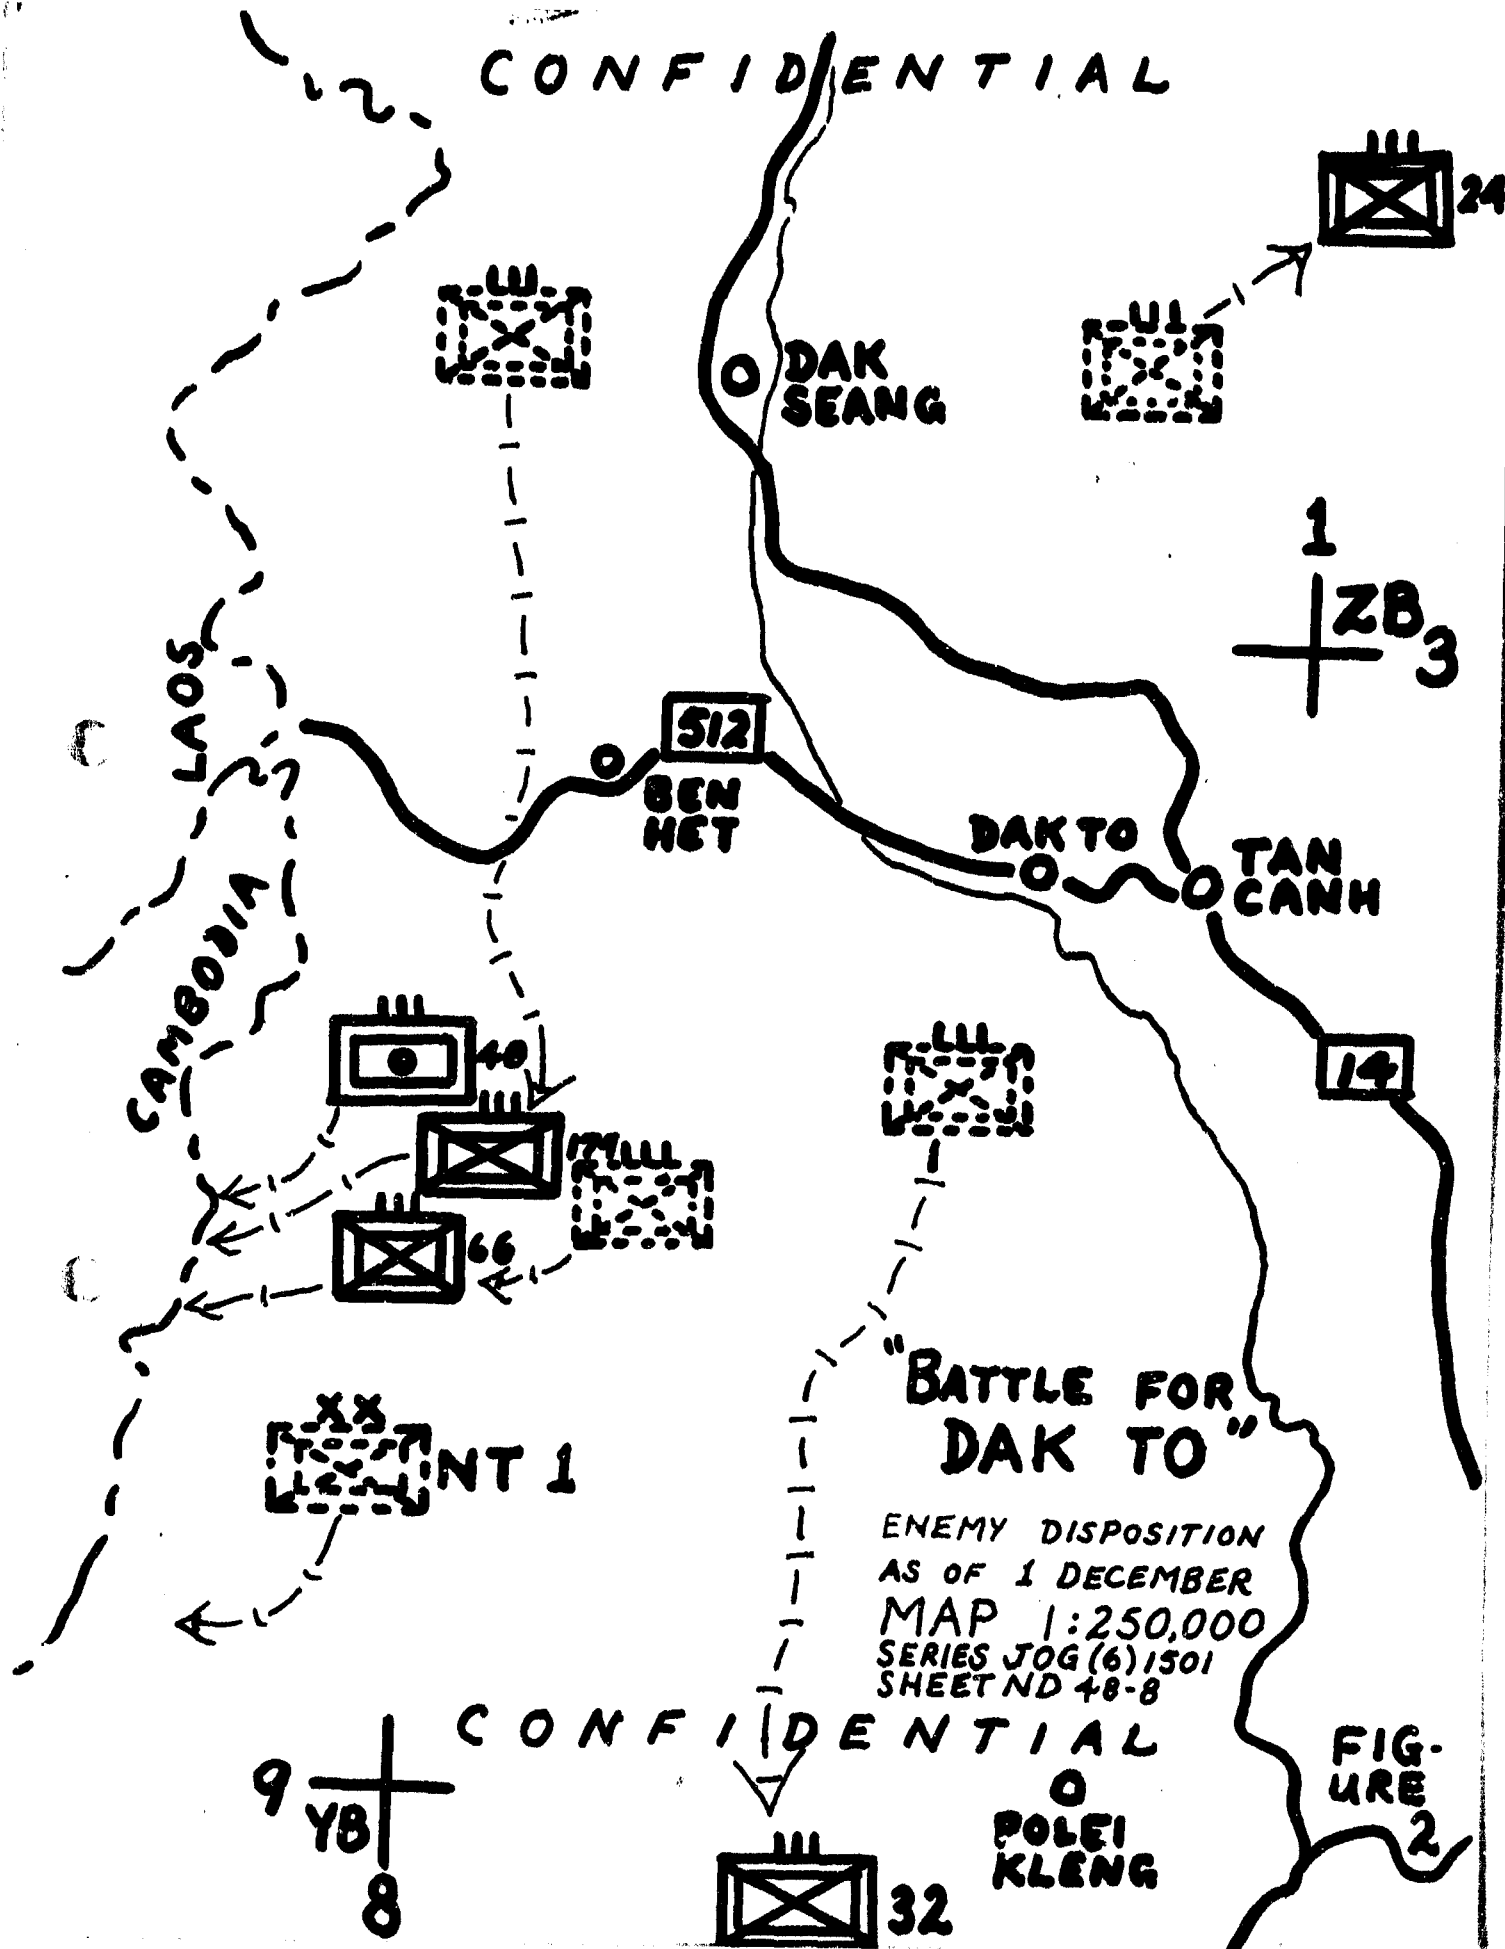 CONFIDENTIAL
24
DAK
SEANG
1
ZB
3
LAOS
512
BEN
HET
DAK TO
TAN
CANH
CAMBODIA
40
14
174
66
"BATTLE FOR
DAK TO"
XX
NT 1
ENEMY DISPOSITION
AS OF 1 DECEMBER
MAP 1:250,000
SERIES JOG (6) 1501
SHEET ND 48-8
CONFIDENTIAL
9
YB
8
FIG-
URE
2
POLEI
KLENG
32